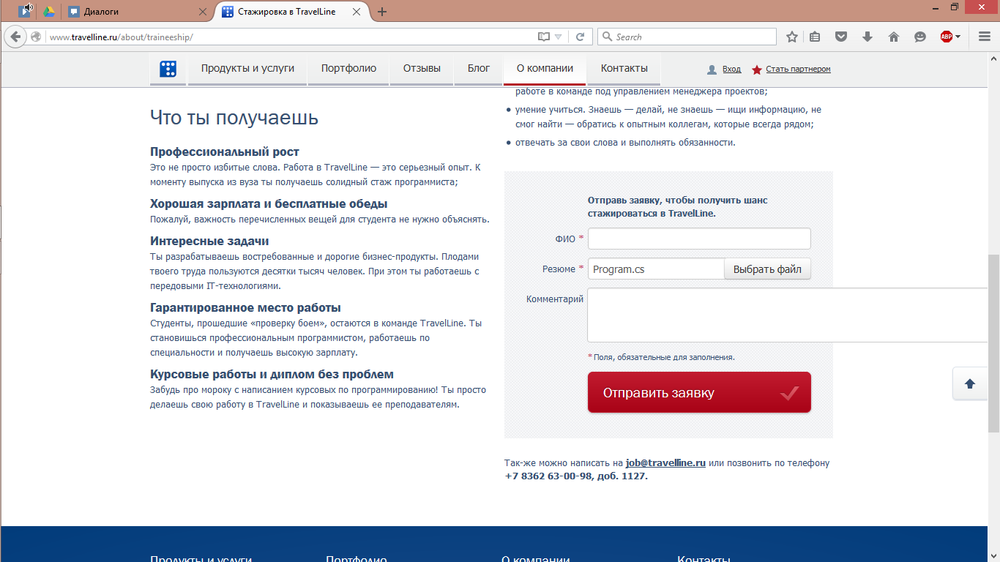 Диалоги
Стажировка в TravelLine
www.travelline.ru/about/traineeship/
Search
ABP
Продукты и услуги
Портфолио
Отзывы
Блог
О компании
Контакты
Вход
Стать партнером
Что ты получаешь
Профессиональный рост
Это не просто избитые слова. Работа в TravelLine — это серьезный опыт. К
моменту выпуска из вуза ты получаешь солидный стаж программиста;
Хорошая зарплата и бесплатные обеды
Пожалуй, важность перечисленных вещей для студента не нужно объяснять.
Интересные задачи
Ты разрабатываешь востребованные и дорогие бизнес-продукты. Плодами
твоего труда пользуются десятки тысяч человек. При этом ты работаешь с
передовыми IT-технологиями.
Гарантированное место работы
Студенты, прошедшие «проверку боем», остаются в команде TravelLine. Ты
становишься профессиональным программистом, работаешь по
специальности и получаешь высокую зарплату.
Курсовые работы и диплом без проблем
Забудь про мороку с написанием курсовых по программированию! Ты просто
делаешь свою работу в TravelLine и показываешь ее преподавателям.
работе в команде под управлением менеджера проектов;
• умение учиться. Знаешь — делай, не знаешь — ищи информацию, не
смог найти — обратись к опытным коллегам, которые всегда рядом;
• отвечать за свои слова и выполнять обязанности.
Отправь заявку, чтобы получить шанс
стажироваться в TravelLine.
ФИО *
Резюме * Program.cs Выбрать файл
Комментарий
* Поля, обязательные для заполнения.
Отправить заявку
Так-же можно написать на job@travelline.ru или позвонить по телефону
+7 8362 63-00-98, доб. 1127.
Продукты и услуги
Портфолио
О компании
Контакты